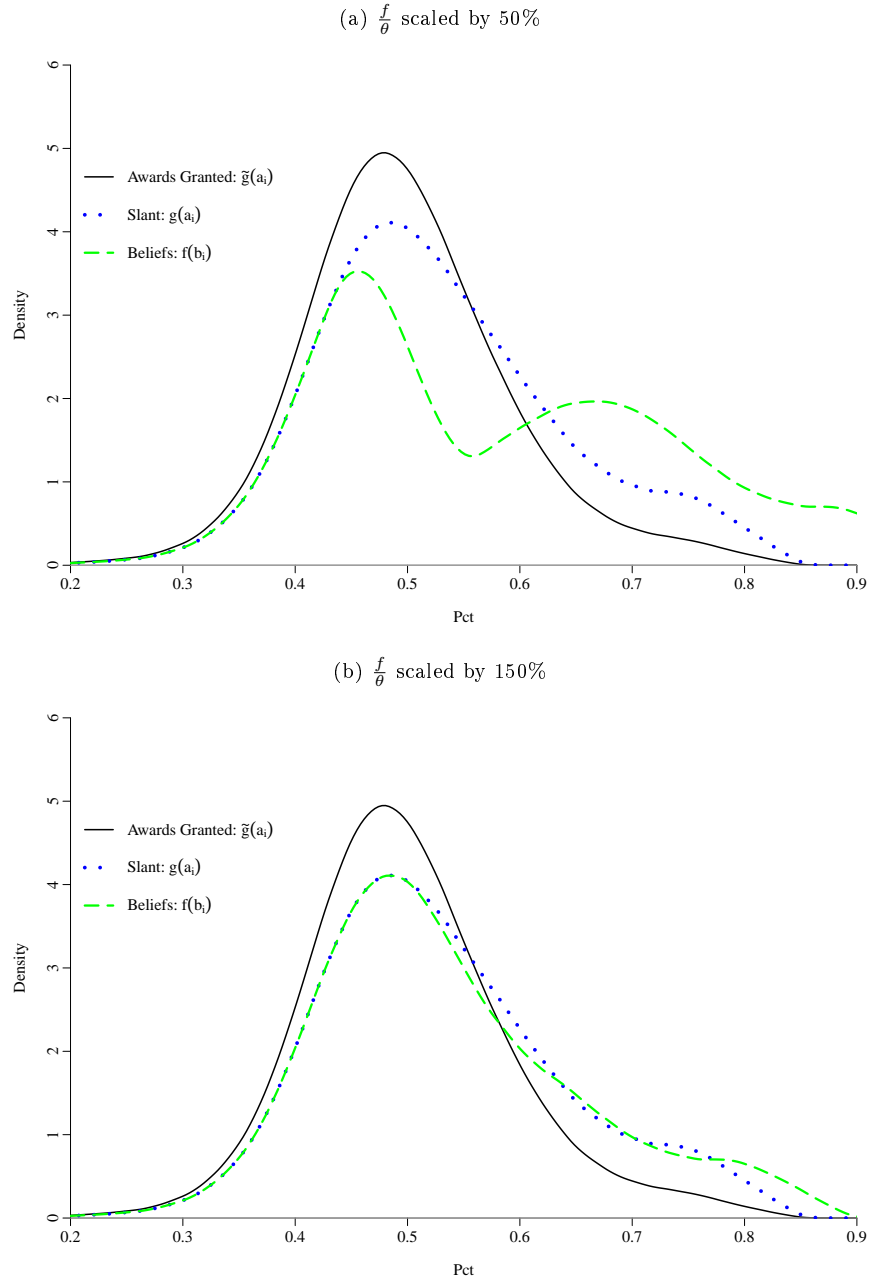 (a) f/θ scaled by 50%
6
5
4
3
2
1
0
Density
Awards Granted: g̃(aᵢ)
Slant: g(aᵢ)
Beliefs: f(bᵢ)
0.2 0.3 0.4 0.5 0.6 0.7 0.8 0.9
Pct
(b) f/θ scaled by 150%
6
5
4
3
2
1
0
Density
Awards Granted: g̃(aᵢ)
Slant: g(aᵢ)
Beliefs: f(bᵢ)
0.2 0.3 0.4 0.5 0.6 0.7 0.8 0.9
Pct